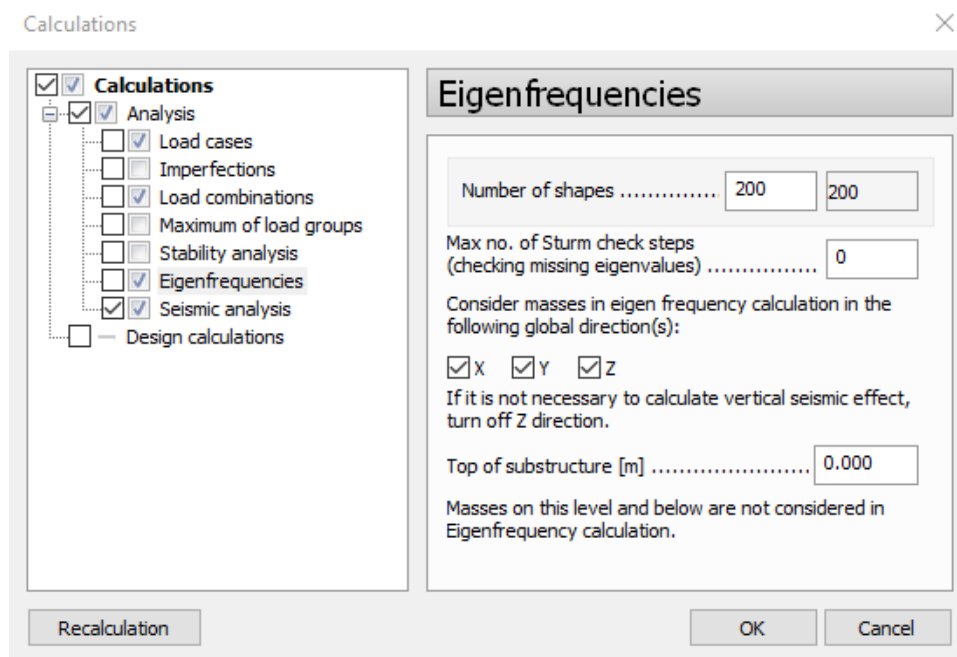 Calculations
Calculations
Analysis
Load cases
Imperfections
Load combinations
Maximum of load groups
Stability analysis
Eigenfrequencies
Seismic analysis
Design calculations
Eigenfrequencies
Number of shapes .............. 200 200
Max no. of Sturm check steps
(checking missing eigenvalues) ................ 0
Consider masses in eigen frequency calculation in the
following global direction(s):
X Y Z
If it is not necessary to calculate vertical seismic effect,
turn off Z direction.
Top of substructure [m] ....................... 0.000
Masses on this level and below are not considered in
Eigenfrequency calculation.
Recalculation OK Cancel